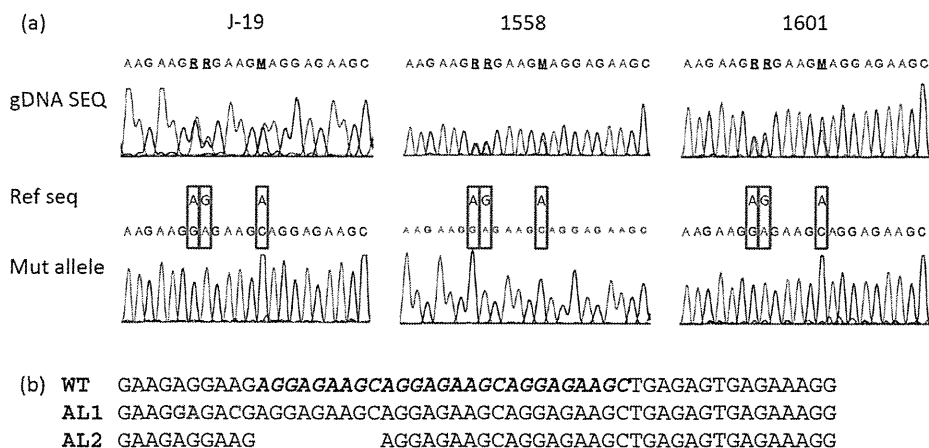 (a) J-19 1558 1601
AAGAAGRRGAAGMAGGAGAAGC AAGAAGRRGAAGMAGGAGAAGC AAGAAGRRGAAGMAGGAGAAGC
gDNA SEQ
Ref seq AG A AG A AG A
AAGAAGGAGAAGCAGGAGAAGC AAGAAGGAGAAGCAGGAGAAGC AAGAAGGAGAAGCAGGAGAAGC
Mut allele
(b) WT GAAGAGGAAGAGGAGAAGCAGGAGAAGCAGGAGAAGCTGAGAGTGAGAAAGG
AL1 GAAGGAGACGAGGAGAAGCAGGAGAAGCAGGAGAAGCTGAGAGTGAGAAAGG
AL2 GAAGAGGAAG AGGAGAAGCAGGAGAAGCTGAGAGTGAGAAAGG